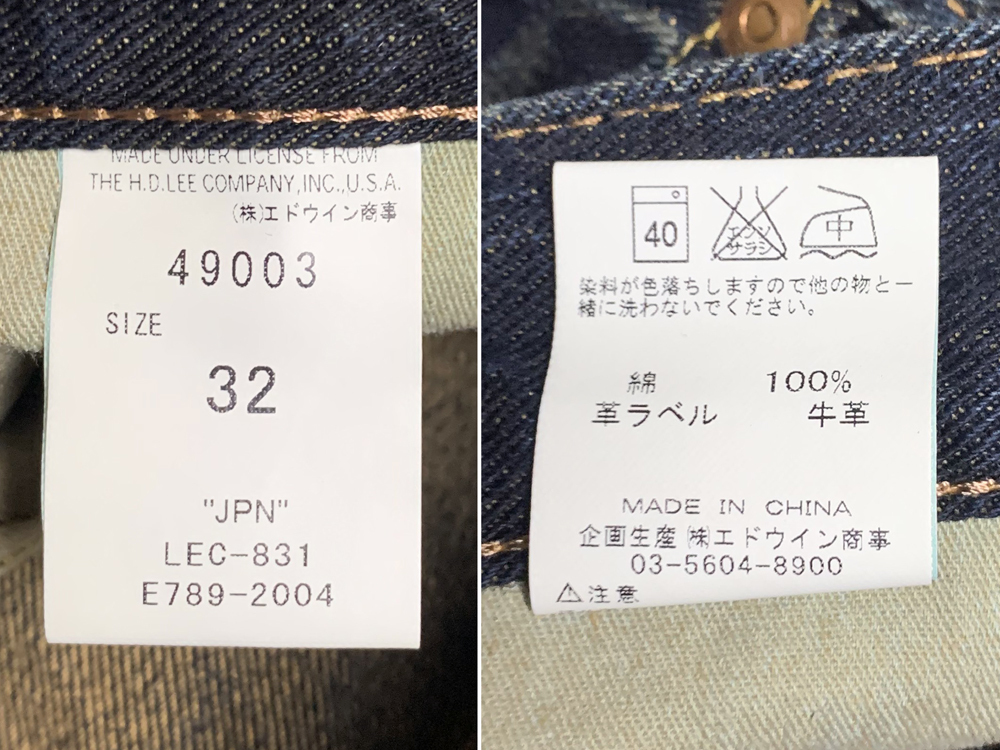 MADE UNDER LICENSE FROM
THE H.D.LEE COMPANY,INC.,U.S.A.
(株)エドウイン商事
49003
SIZE
32
"JPN"
LEC-831
E789-2004
40
エンソ
サラシ
中
染料が色落ちしますので他の物と一
緒に洗わないでください。
綿 100%
革ラベル 牛革
MADE IN CHINA
企画生産 ㈱エドウイン商事
03-5604-8900
⚠注意